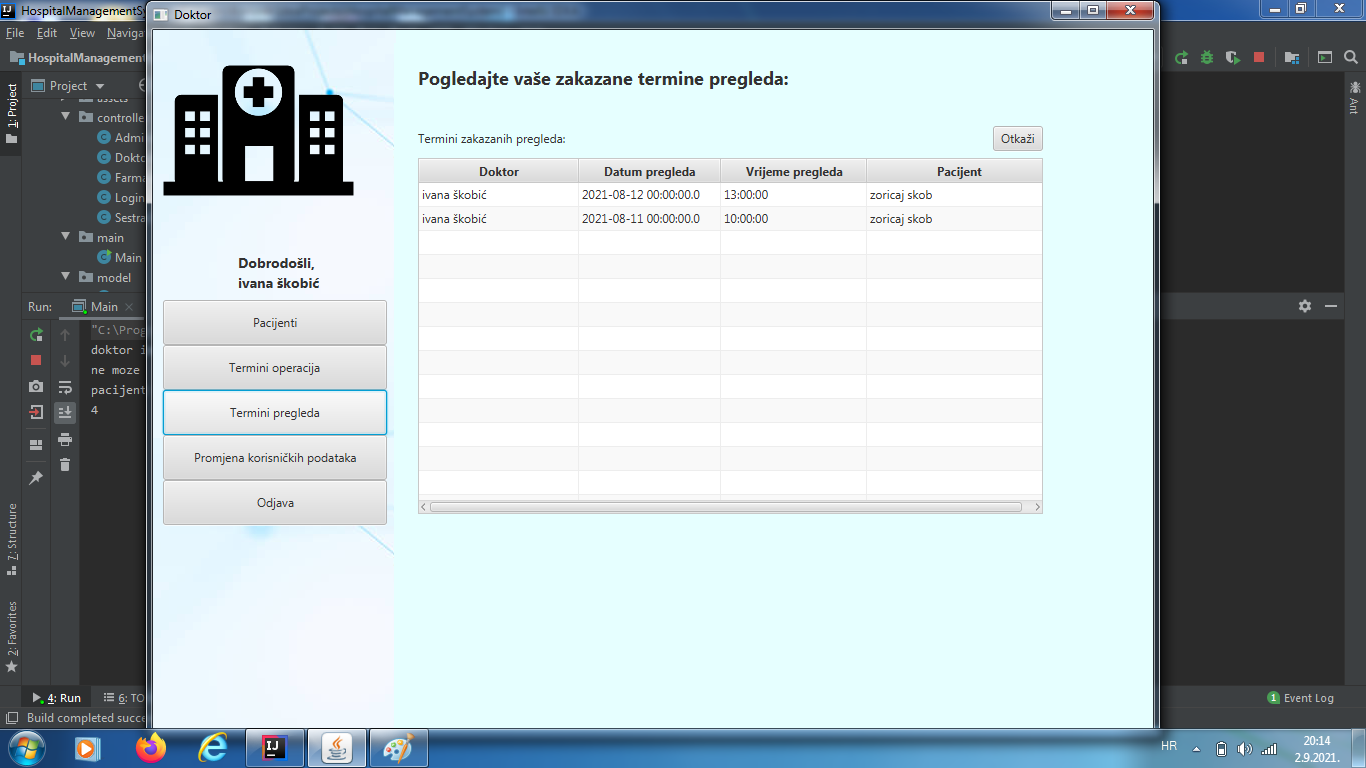 HospitalManagementSy
Doktor
File Edit View Naviga
HospitalManagement
1: Project
Project
assets
controlle
Admi
Dokto
Farma
Login
Sestra
main
Main
model
Run: Main
"C:\Prog
doktor i
ne moze
pacijent
4
7: Structure
2: Favorites
4: Run
6: TO
Build completed succe
Dobrodošli,
ivana škobić
Pacijenti
Termini operacija
Termini pregleda
Promjena korisničkih podataka
Odjava
Pogledajte vaše zakazane termine pregleda:
Termini zakazanih pregleda:
Otkaži
Doktor Datum pregleda Vrijeme pregleda Pacijent
ivana škobić 2021-08-12 00:00:00.0 13:00:00 zoricaj skob
ivana škobić 2021-08-11 00:00:00.0 10:00:00 zoricaj skob
Ant
1 Event Log
HR
20:14
2.9.2021.